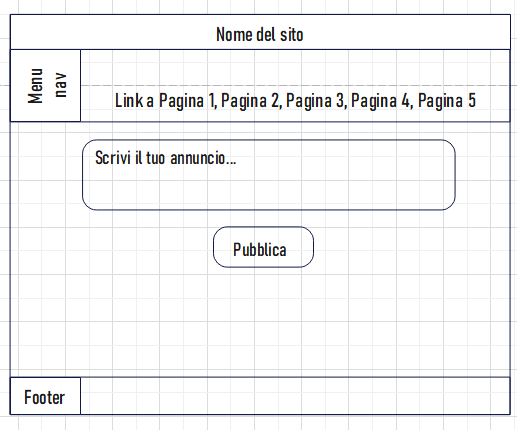 Nome del sito
Menu
nav
Link a Pagina 1, Pagina 2, Pagina 3, Pagina 4, Pagina 5
Scrivi il tuo annuncio...
Pubblica
Footer